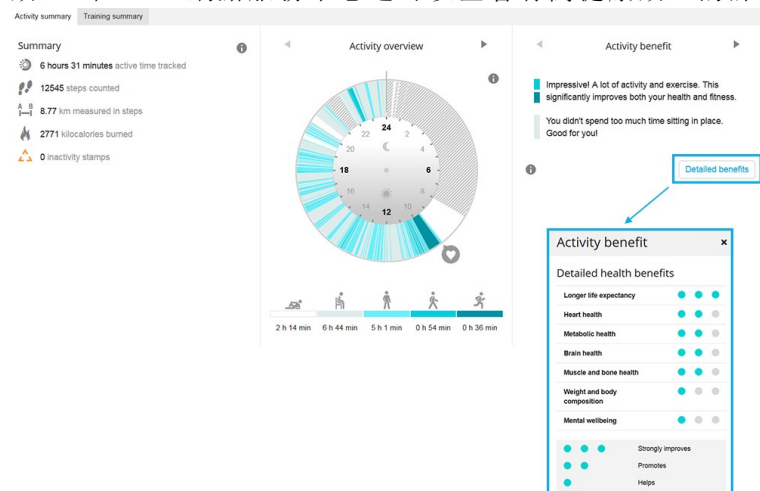 Activity summary Training summary
Summary
6 hours 31 minutes active time tracked
12545 steps counted
A B
8.77 km measured in steps
2771 kilocalories burned
0 inactivity stamps
Activity overview
24
22 2
20 4
18 6
16 8
14 10
12
2 h 14 min 6 h 44 min 5 h 1 min 0 h 54 min 0 h 36 min
Activity benefit
Impressive! A lot of activity and exercise. This
significantly improves both your health and fitness.
You didn't spend too much time sitting in place.
Good for you!
Detailed benefits
Activity benefit ×
Detailed health benefits
Longer life expectancy
Heart health
Metabolic health
Brain health
Muscle and bone health
Weight and body
composition
Mental wellbeing
Strongly improves
Promotes
Helps